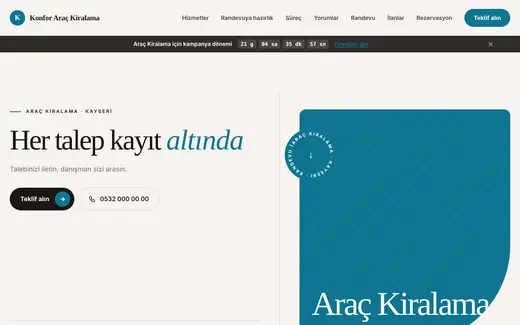 K Konfor Araç Kiralama
Hizmetler Randevuya hazırlık Süreç Yorumlar Randevu İlanlar Rezervasyon Teklif alın
Araç Kiralama için kampanya dönemi 21 g 04 sa 35 dk 57 sn
ARAÇ KİRALAMA · KAYSERİ
Her talep kayıt altında
Talebinizi iletin, danışman sizi arasın.
Teklif alın → 0532 000 00 00
ARAÇ KİRALAMA · KAYSERİ · RANDEVU ·
↓
Araç Kiralama